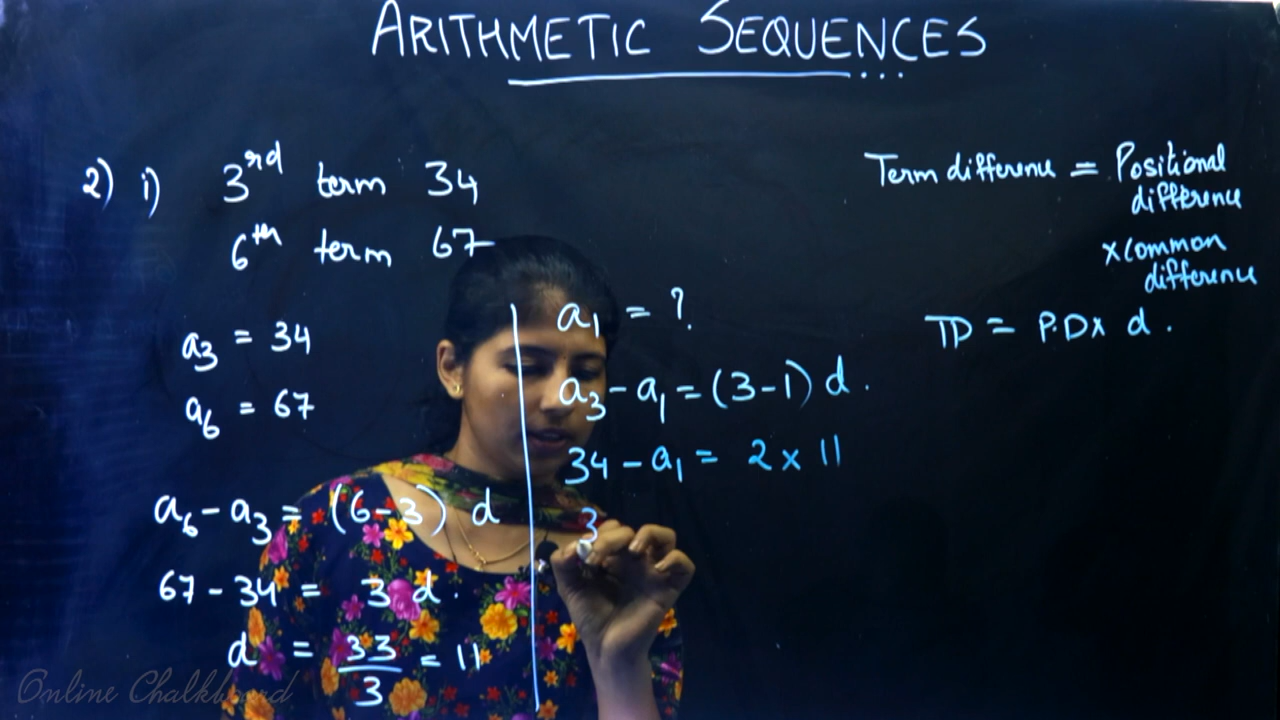 ARITHMETIC SEQUENCES...
2) i) 3rd term 34
6th term 67
a3 = 34
a6 = 67
a6 - a3 = (6-3) d
67 - 34 = 3 d.
d = 33/3 = 11
a1 = ?
a3 - a1 = (3-1) d.
34 - a1 = 2 x 11
3
Term difference = Positional
difference
x common
difference
TD = P.D x d.
Online Chalkboard